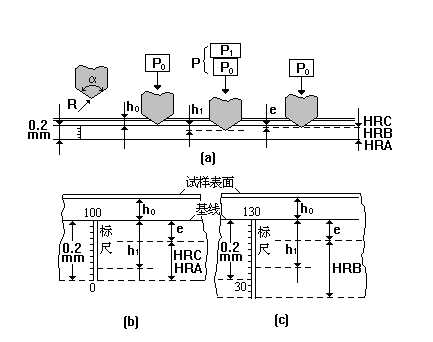 P₀
P
P₁
P₀
P₀
α
R
h₀
h₁
e
0.2
mm
HRC
HRB
HRA
(a)
试样表面
100
h₀
基线
130
h₀
标
尺
e
0.2
mm
h₁
HRC
HRA
0
标
尺
e
0.2
mm
h₁
HRB
30
(b)
(c)